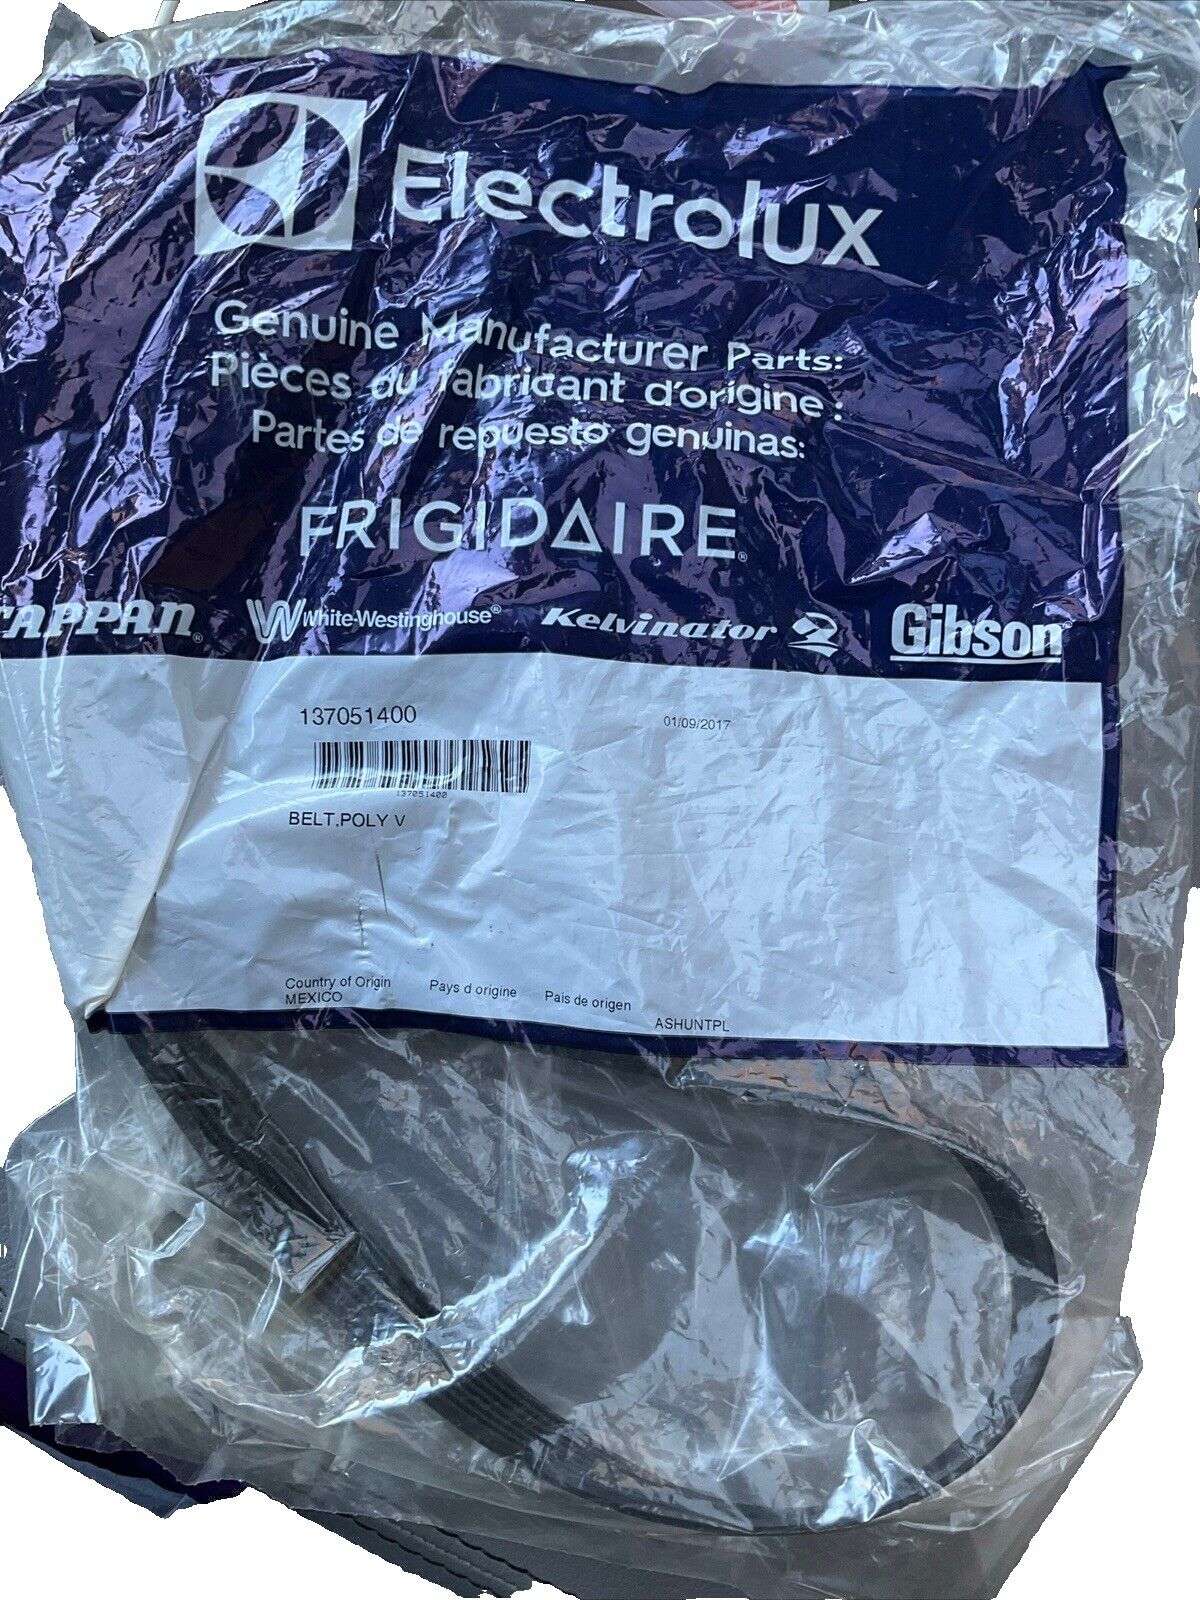 Electrolux
Genuine Manufacturer Parts:
Pièces du fabricant d'origine :
Partes de repuesto genuinas:
FRIGIDAIRE®
TAPPAN® White-Westinghouse® Kelvinator Gibson
137051400 01/09/2017
137051400
BELT,POLY V
Country of Origin Pays d origine Pais de origen
MEXICO
ASHUNTPL